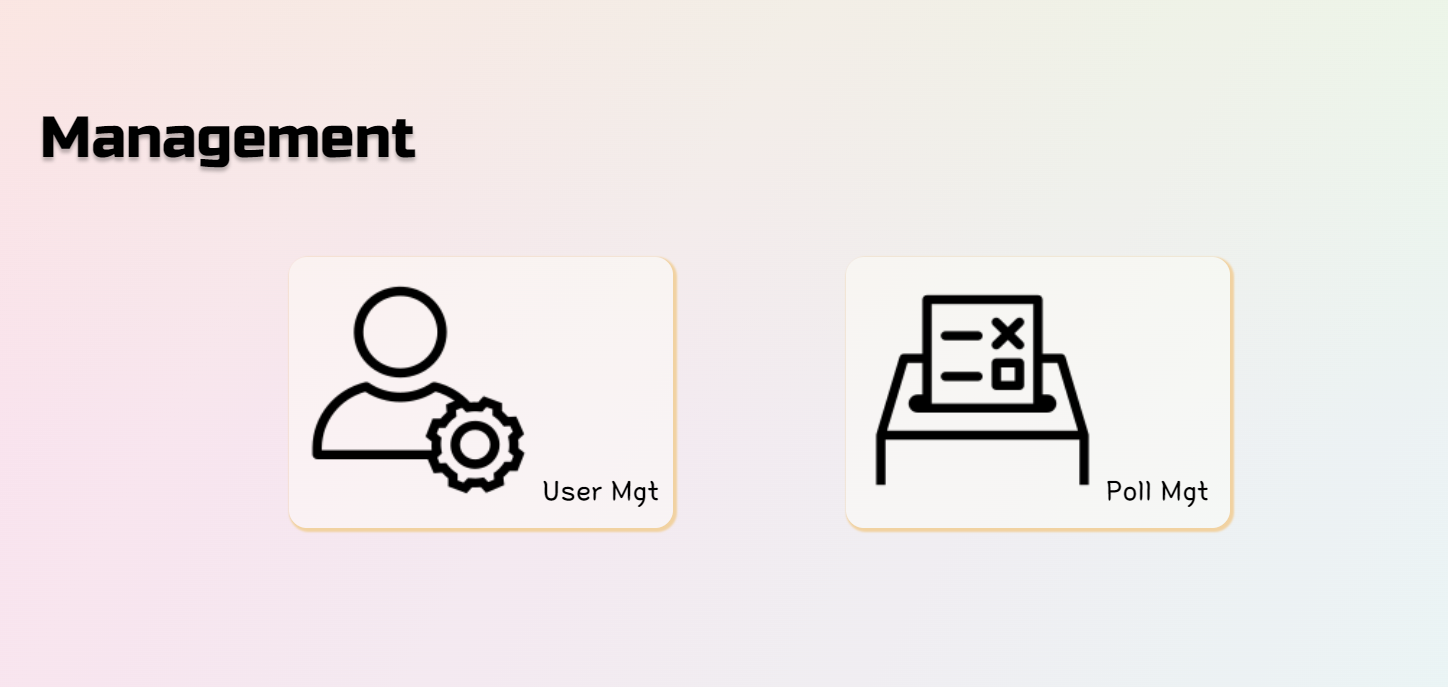 Management
User Mgt
Poll Mgt